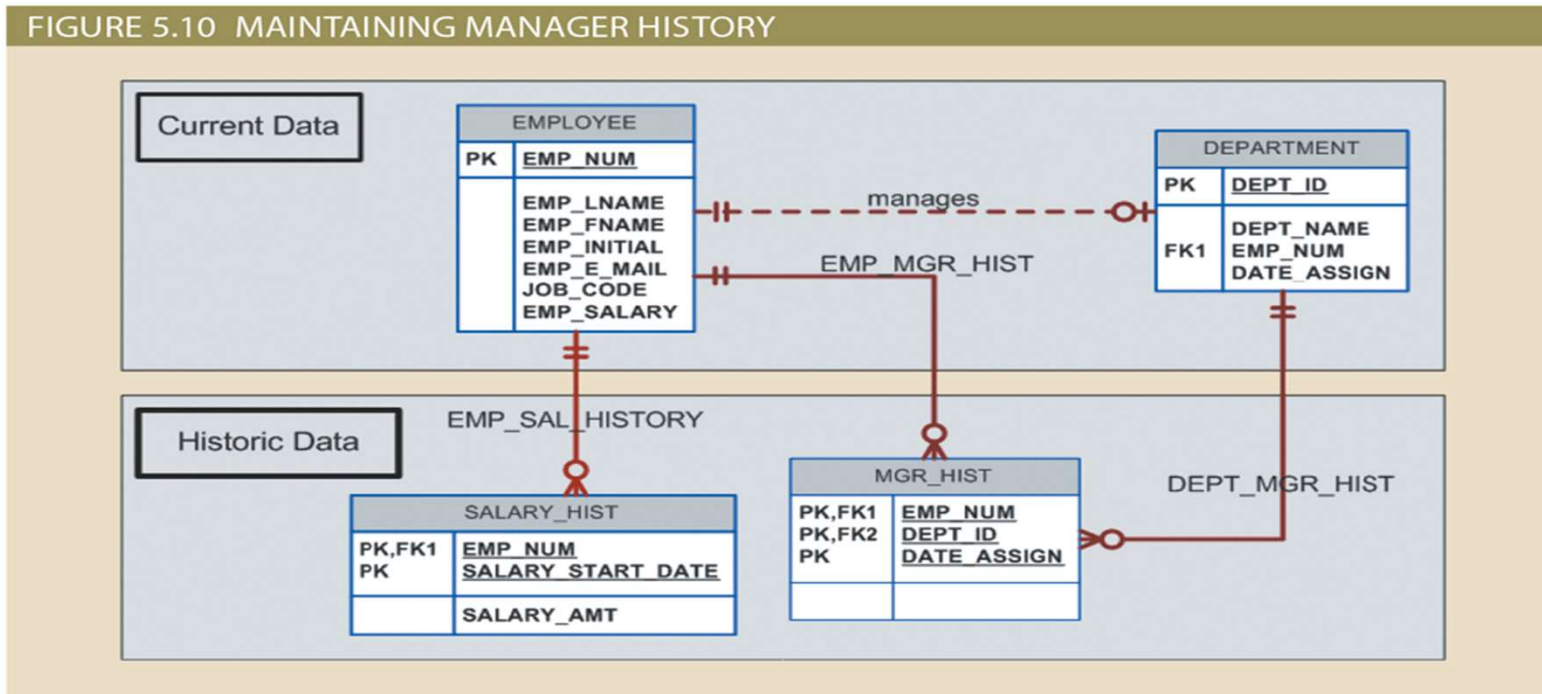 FIGURE 5.10 MAINTAINING MANAGER HISTORY
Current Data
EMPLOYEE
PK EMP_NUM
EMP_LNAME
EMP_FNAME
EMP_INITIAL
EMP_E_MAIL
JOB_CODE
EMP_SALARY
manages
EMP_MGR_HIST
DEPARTMENT
PK DEPT_ID
DEPT_NAME
FK1 EMP_NUM
DATE_ASSIGN
Historic Data
EMP_SAL_HISTORY
SALARY_HIST
PK,FK1 EMP_NUM
PK SALARY_START_DATE
SALARY_AMT
MGR_HIST
PK,FK1 EMP_NUM
PK,FK2 DEPT_ID
PK DATE_ASSIGN
DEPT_MGR_HIST